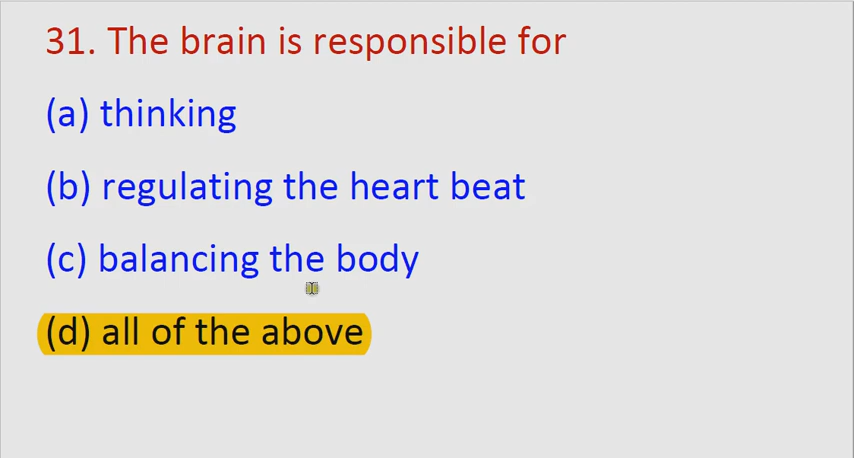 31. The brain is responsible for
(a) thinking
(b) regulating the heart beat
(c) balancing the body
(d) all of the above